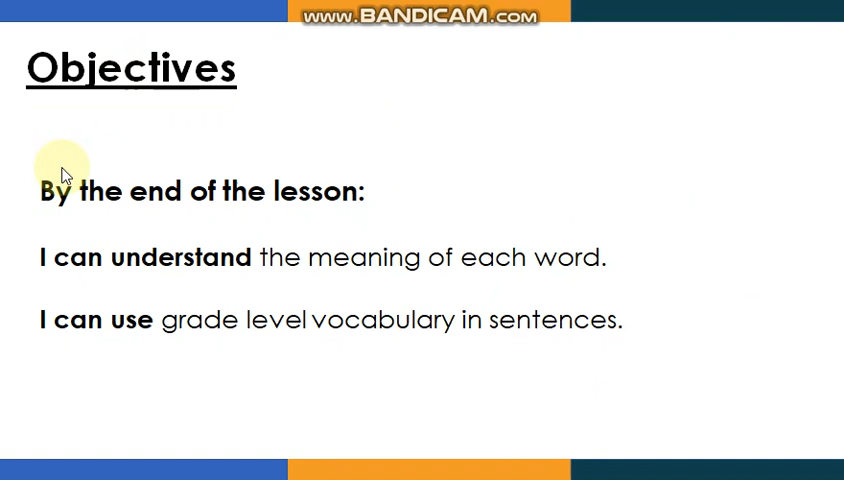 www.BANDICAM.com
Objectives
By the end of the lesson:
I can understand the meaning of each word.
I can use grade level vocabulary in sentences.